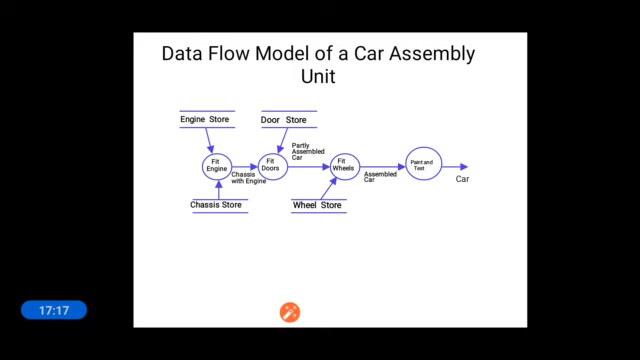 Data Flow Model of a Car Assembly
Unit
Engine Store
Door Store
Partly
Assembled
Car
Fit
Engine
Fit
Doors
Fit
Wheels
Paint and
Test
Chassis
with Engine
Assembled
Car
Car
Chassis Store
Wheel Store
17:17